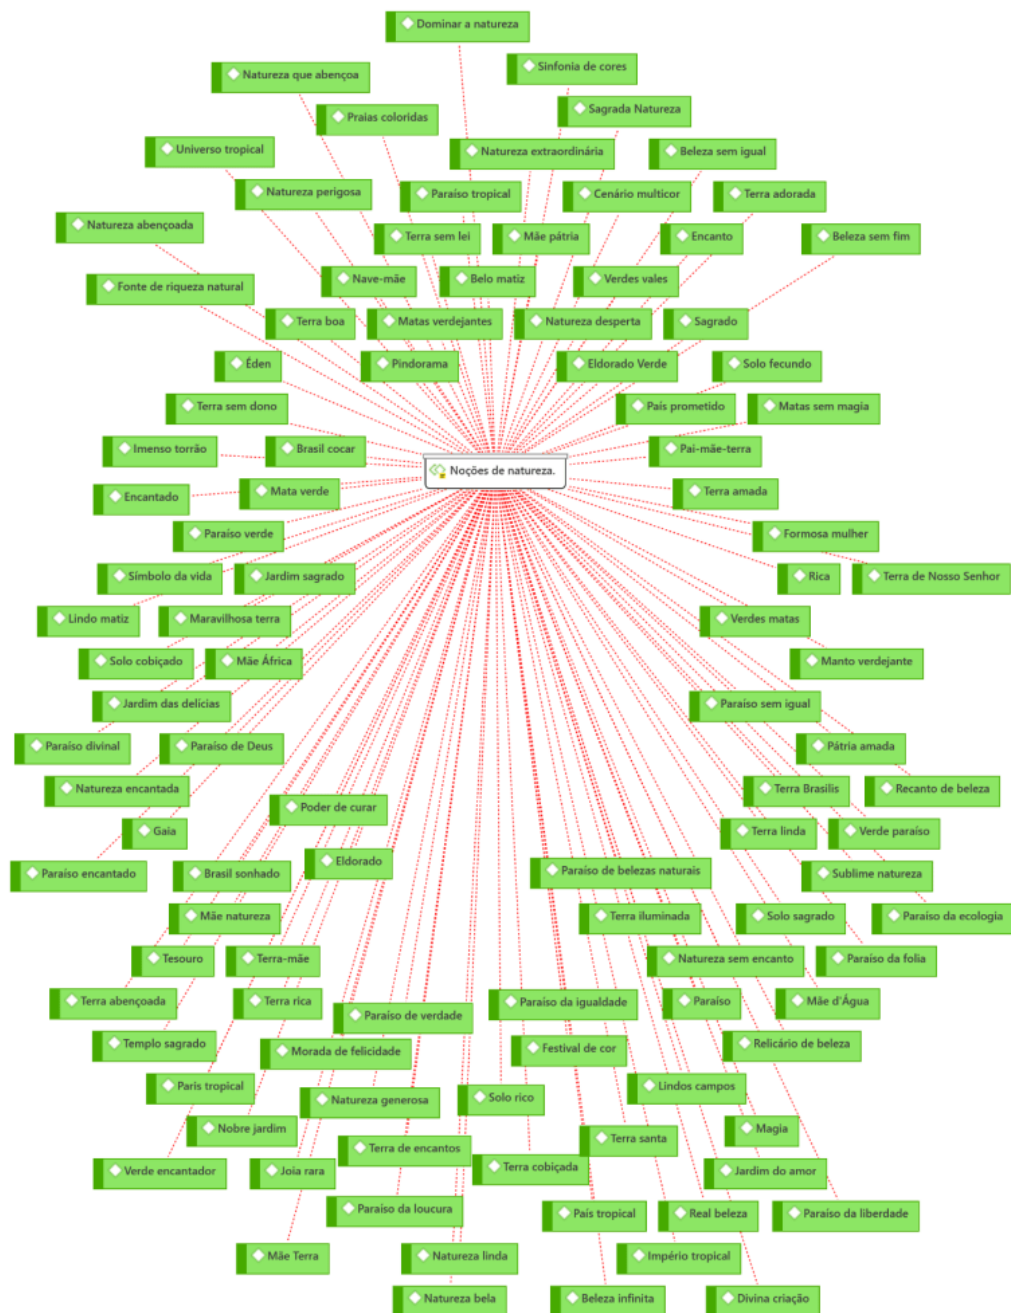 Dominar a natureza
Sinfonia de cores
Natureza que abençoa
Sagrada Natureza
Praias coloridas
Universo tropical
Natureza extraordinária
Beleza sem igual
Natureza perigosa
Paraíso tropical
Cenário multicor
Terra adorada
Natureza abençoada
Terra sem lei
Mãe pátria
Encanto
Beleza sem fim
Fonte de riqueza natural
Nave-mãe
Belo matiz
Verdes vales
Terra boa
Matas verdejantes
Natureza desperta
Sagrado
Éden
Pindorama
Eldorado Verde
Solo fecundo
Terra sem dono
País prometido
Matas sem magia
Imenso torrão
Brasil cocar
Pai-mãe-terra
Noções de natureza.
Encantado
Mata verde
Terra amada
Paraíso verde
Formosa mulher
Símbolo da vida
Jardim sagrado
Rica
Terra de Nosso Senhor
Lindo matiz
Maravilhosa terra
Verdes matas
Solo cobiçado
Mãe África
Manto verdejante
Jardim das delícias
Paraíso sem igual
Paraíso divinal
Paraíso de Deus
Pátria amada
Natureza encantada
Terra Brasilis
Recanto de beleza
Poder de curar
Gaia
Terra linda
Verde paraíso
Paraíso encantado
Brasil sonhado
Eldorado
Paraíso de belezas naturais
Sublime natureza
Mãe natureza
Terra iluminada
Solo sagrado
Paraíso da ecologia
Tesouro
Terra-mãe
Natureza sem encanto
Paraíso da folia
Terra abençoada
Terra rica
Paraíso de verdade
Paraíso da igualdade
Paraíso
Mãe d'Água
Templo sagrado
Morada de felicidade
Festival de cor
Relicário de beleza
Paris tropical
Natureza generosa
Solo rico
Lindos campos
Nobre jardim
Terra de encantos
Terra santa
Magia
Verde encantador
Joia rara
Terra cobiçada
Jardim do amor
Paraíso da loucura
País tropical
Real beleza
Paraíso da liberdade
Mãe Terra
Natureza linda
Império tropical
Natureza bela
Beleza infinita
Divina criação